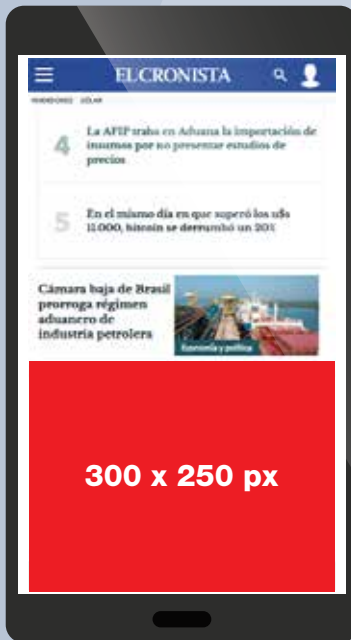 EL CRONISTA
DÓLAR
4
La AFIP traba en Aduana la importación de
insumos por no presentar estudios de
precios
5
En el mismo día en que superó los u$s
11.000, bitcoin se derrumbó un 20%
Cámara baja de Brasil
prorroga régimen
aduanero de
industria petrolera
Economía y política
300 x 250 px